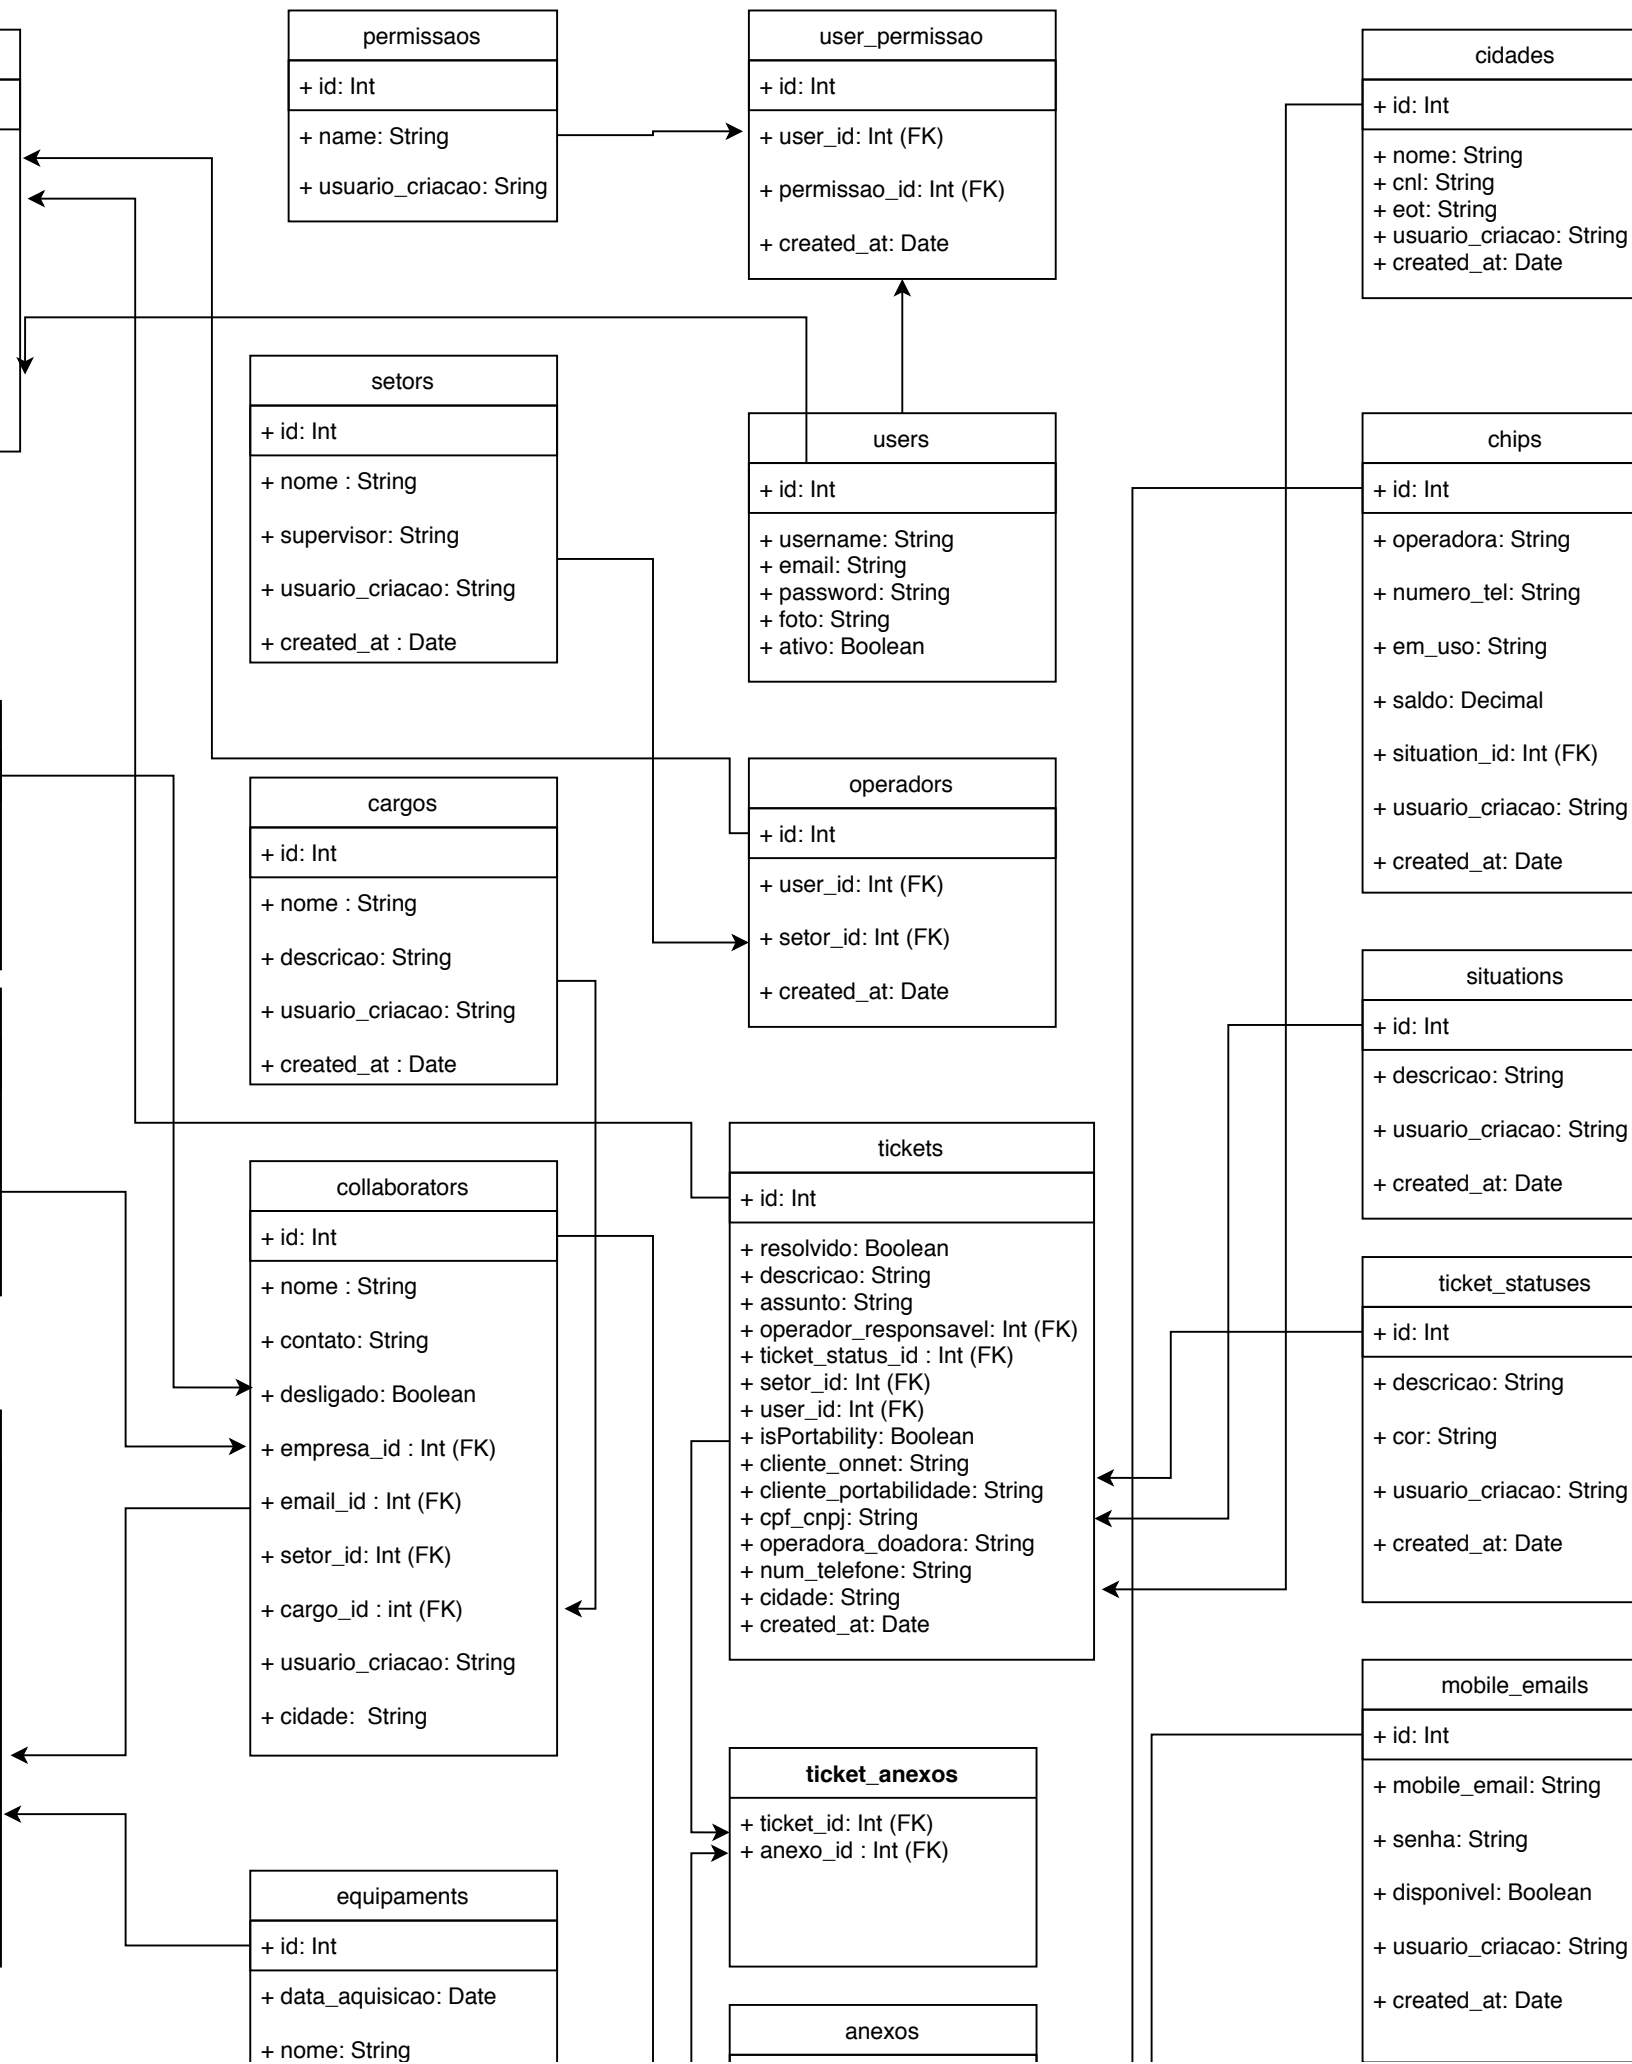 permissaos
+ id: Int
+ name: String
+ usuario_criacao: Sring
user_permissao
+ id: Int
+ user_id: Int (FK)
+ permissao_id: Int (FK)
+ created_at: Date
cidades
+ id: Int
+ nome: String
+ cnl: String
+ eot: String
+ usuario_criacao: String
+ created_at: Date
setors
+ id: Int
+ nome : String
+ supervisor: String
+ usuario_criacao: String
+ created_at : Date
users
+ id: Int
+ username: String
+ email: String
+ password: String
+ foto: String
+ ativo: Boolean
chips
+ id: Int
+ operadora: String
+ numero_tel: String
+ em_uso: String
+ saldo: Decimal
+ situation_id: Int (FK)
+ usuario_criacao: String
+ created_at: Date
cargos
+ id: Int
+ nome : String
+ descricao: String
+ usuario_criacao: String
+ created_at : Date
operadors
+ id: Int
+ user_id: Int (FK)
+ setor_id: Int (FK)
+ created_at: Date
situations
+ id: Int
+ descricao: String
+ usuario_criacao: String
+ created_at: Date
collaborators
+ id: Int
+ nome : String
+ contato: String
+ desligado: Boolean
+ empresa_id : Int (FK)
+ email_id : Int (FK)
+ setor_id: Int (FK)
+ cargo_id : int (FK)
+ usuario_criacao: String
+ cidade:  String
tickets
+ id: Int
+ resolvido: Boolean
+ descricao: String
+ assunto: String
+ operador_responsavel: Int (FK)
+ ticket_status_id : Int (FK)
+ setor_id: Int (FK)
+ user_id: Int (FK)
+ isPortability: Boolean
+ cliente_onnet: String
+ cliente_portabilidade: String
+ cpf_cnpj: String
+ operadora_doadora: String
+ num_telefone: String
+ cidade: String
+ created_at: Date
ticket_statuses
+ id: Int
+ descricao: String
+ cor: String
+ usuario_criacao: String
+ created_at: Date
ticket_anexos
+ ticket_id: Int (FK)
+ anexo_id : Int (FK)
mobile_emails
+ id: Int
+ mobile_email: String
+ senha: String
+ disponivel: Boolean
+ usuario_criacao: String
+ created_at: Date
equipaments
+ id: Int
+ data_aquisicao: Date
+ nome: String
anexos